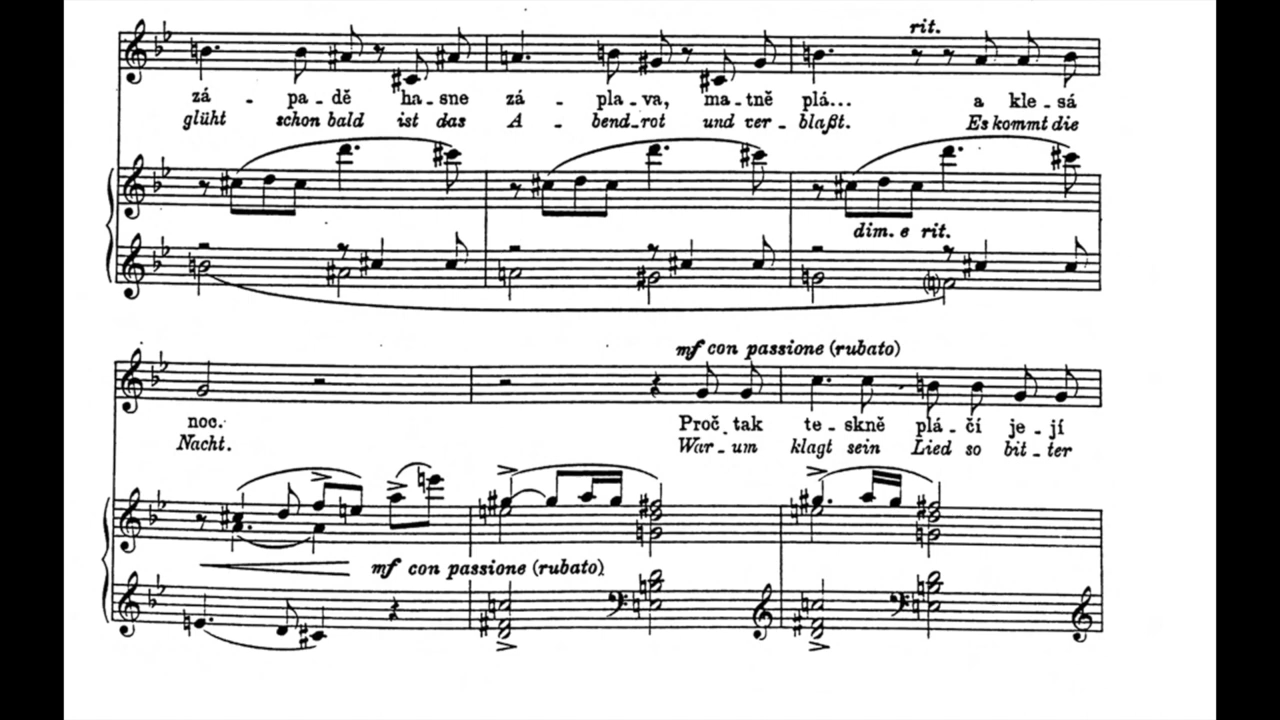 rit.
zá - pa - dě ha - sne zá - pla - va, ma - tně plá... a kle - sá
glüht schon bald ist das A - bend - rot und ver - blaßt. Es kommt die
dim. e rit.
mf con passione (rubato)
noc. Proč tak te - skně plá - čí je - jí
Nacht. War - um klagt sein Lied so bit - ter
mf con passione (rubato)